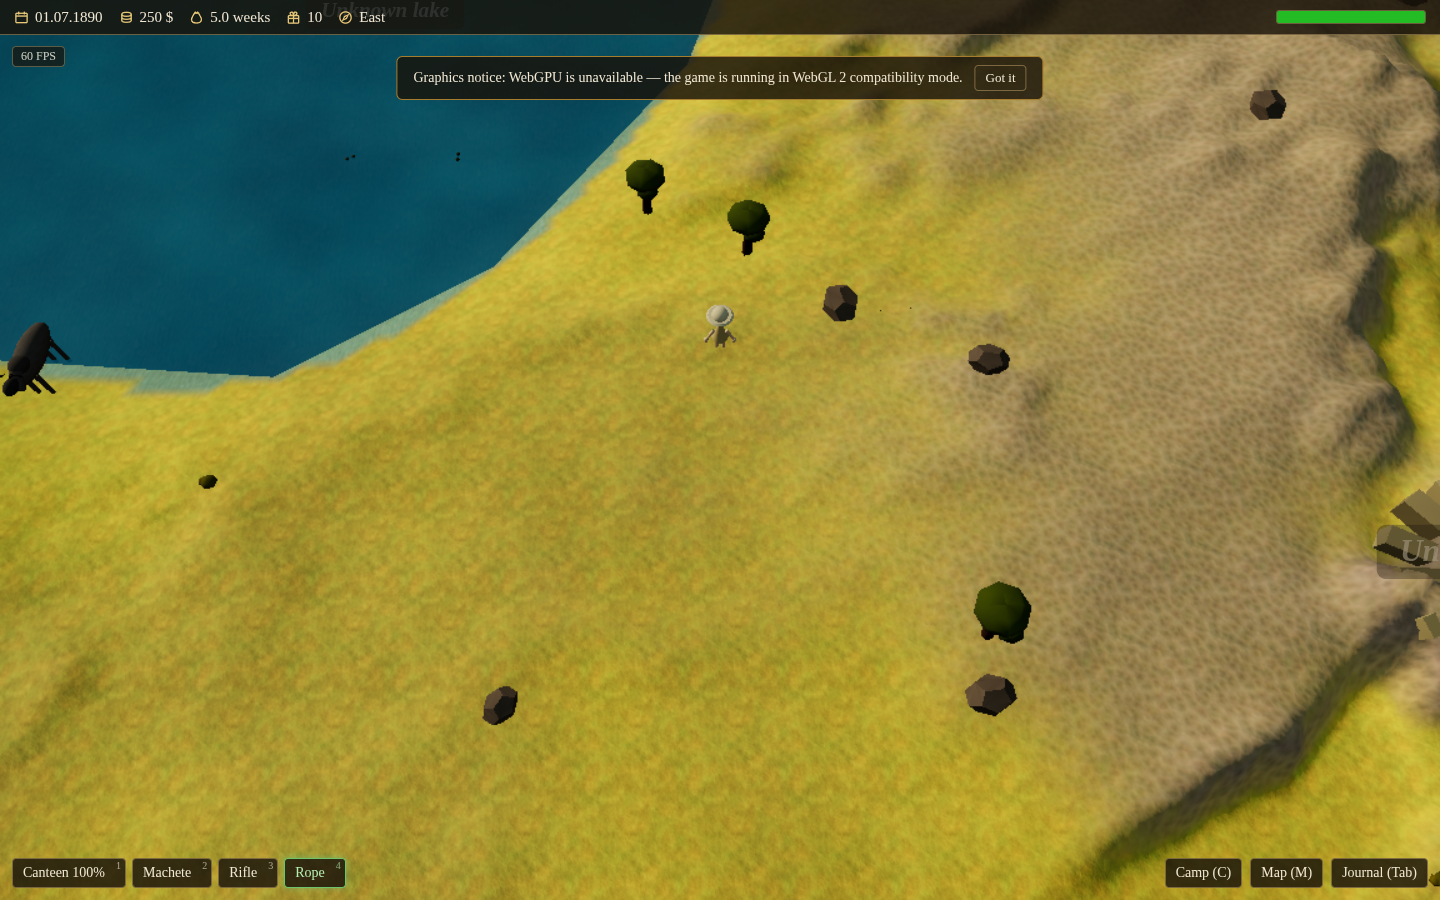 Unknown lake
01.07.1890 250 $ 5.0 weeks 10 East
60 FPS
Graphics notice: WebGPU is unavailable — the game is running in WebGL 2 compatibility mode. Got it
Un
Canteen 100% 1 Machete 2 Rifle 3 Rope 4 Camp (C) Map (M) Journal (Tab)